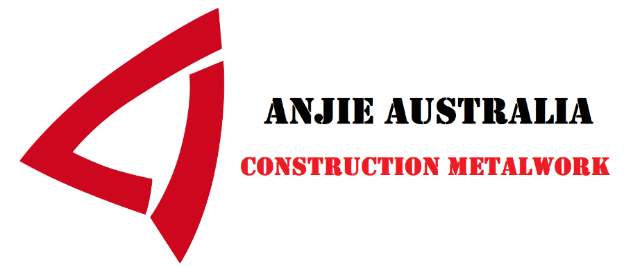 ANJIE AUSTRALIA
CONSTRUCTION METALWORK